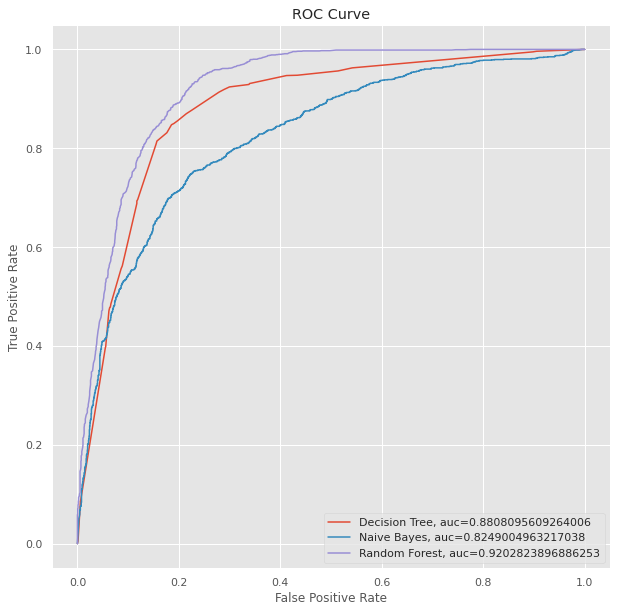 ROC Curve
1.0
0.8
0.6
0.4
0.2
0.0
True Positive Rate
Decision Tree, auc=0.8808095609264006
Naive Bayes, auc=0.8249004963217038
Random Forest, auc=0.9202823896886253
0.0 0.2 0.4 0.6 0.8 1.0
False Positive Rate